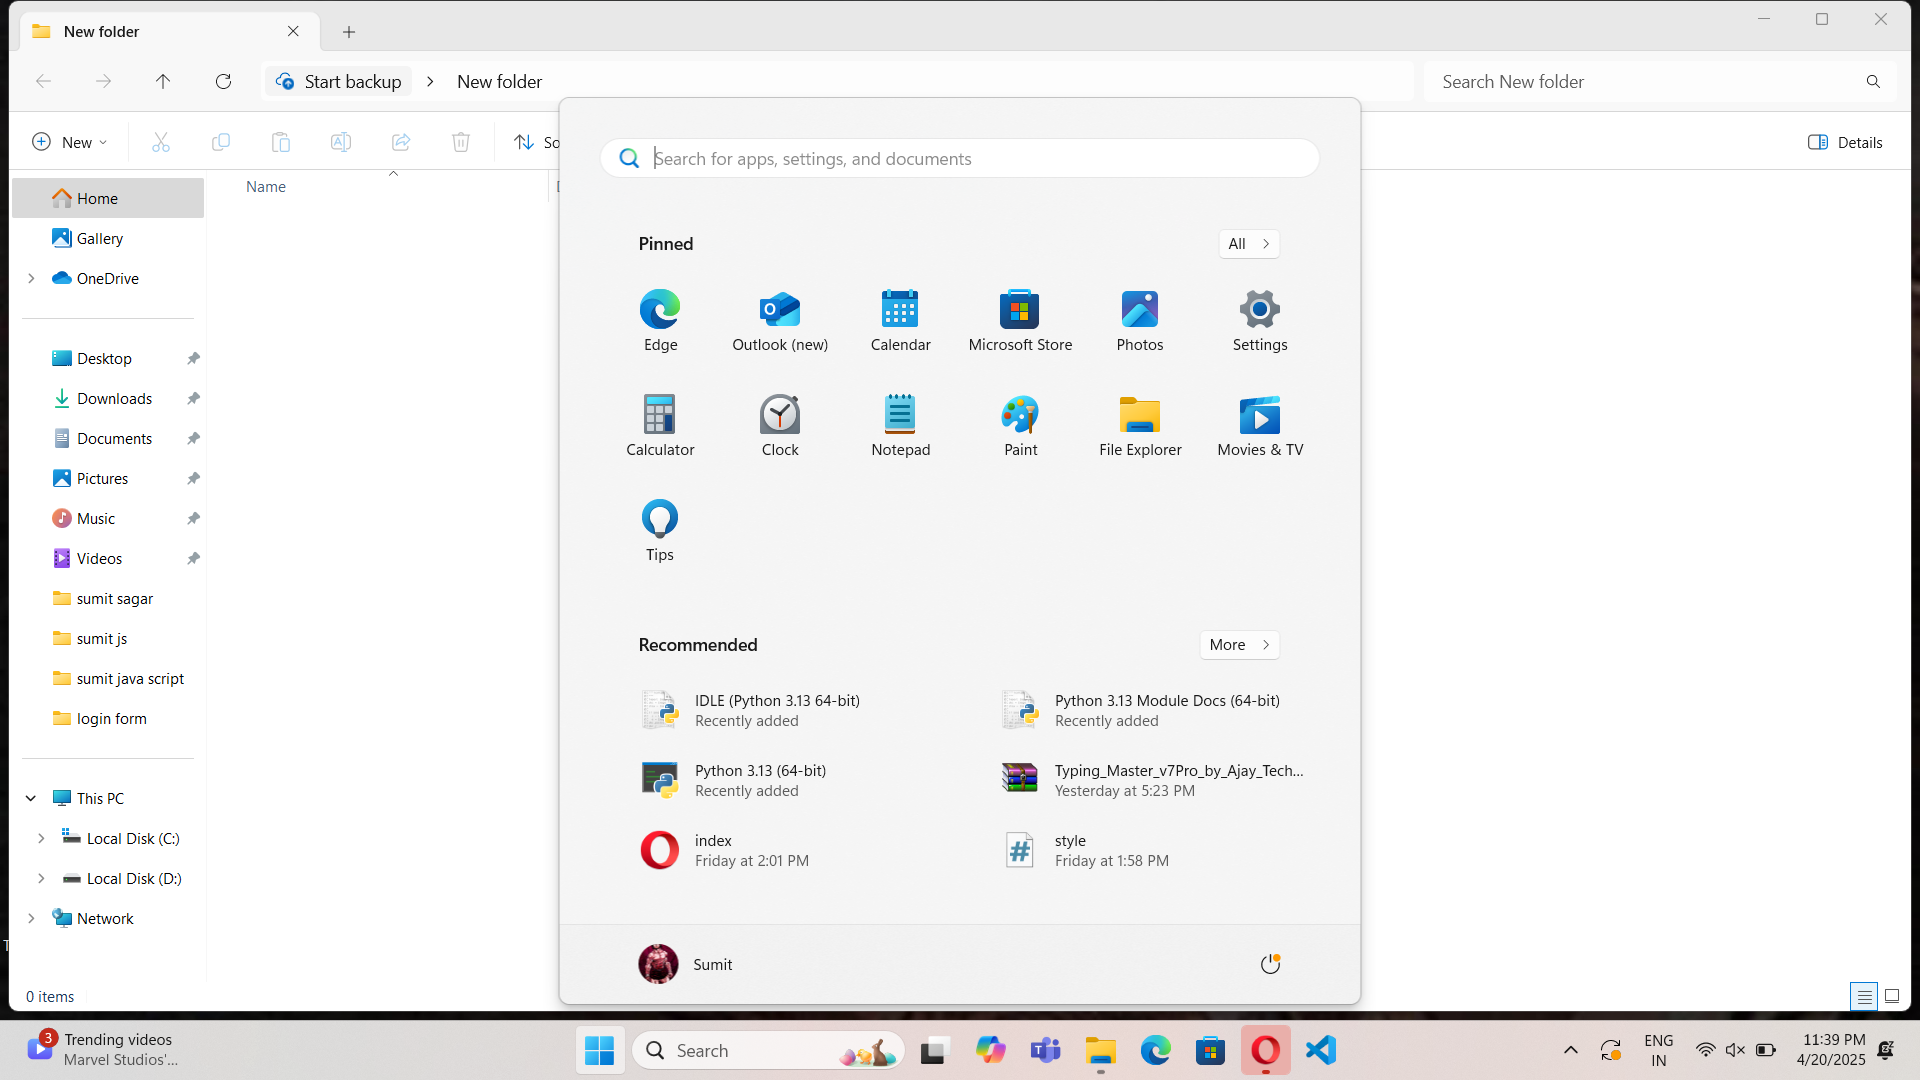 New folder
Start backup
New folder
Search New folder
New
So
Details
Name
Home
Gallery
OneDrive
Desktop
Downloads
Documents
Pictures
Music
Videos
sumit sagar
sumit js
sumit java script
login form
This PC
Local Disk (C:)
Local Disk (D:)
Network
0 items
Search for apps, settings, and documents
Pinned
All
Edge
Outlook (new)
Calendar
Microsoft Store
Photos
Settings
Calculator
Clock
Notepad
Paint
File Explorer
Movies & TV
Tips
Recommended
More
IDLE (Python 3.13 64-bit)
Recently added
Python 3.13 Module Docs (64-bit)
Recently added
Python 3.13 (64-bit)
Recently added
Typing_Master_v7Pro_by_Ajay_Tech...
Yesterday at 5:23 PM
index
Friday at 2:01 PM
style
Friday at 1:58 PM
Sumit
3
Trending videos
Marvel Studios'...
Search
ENG
IN
11:39 PM
4/20/2025